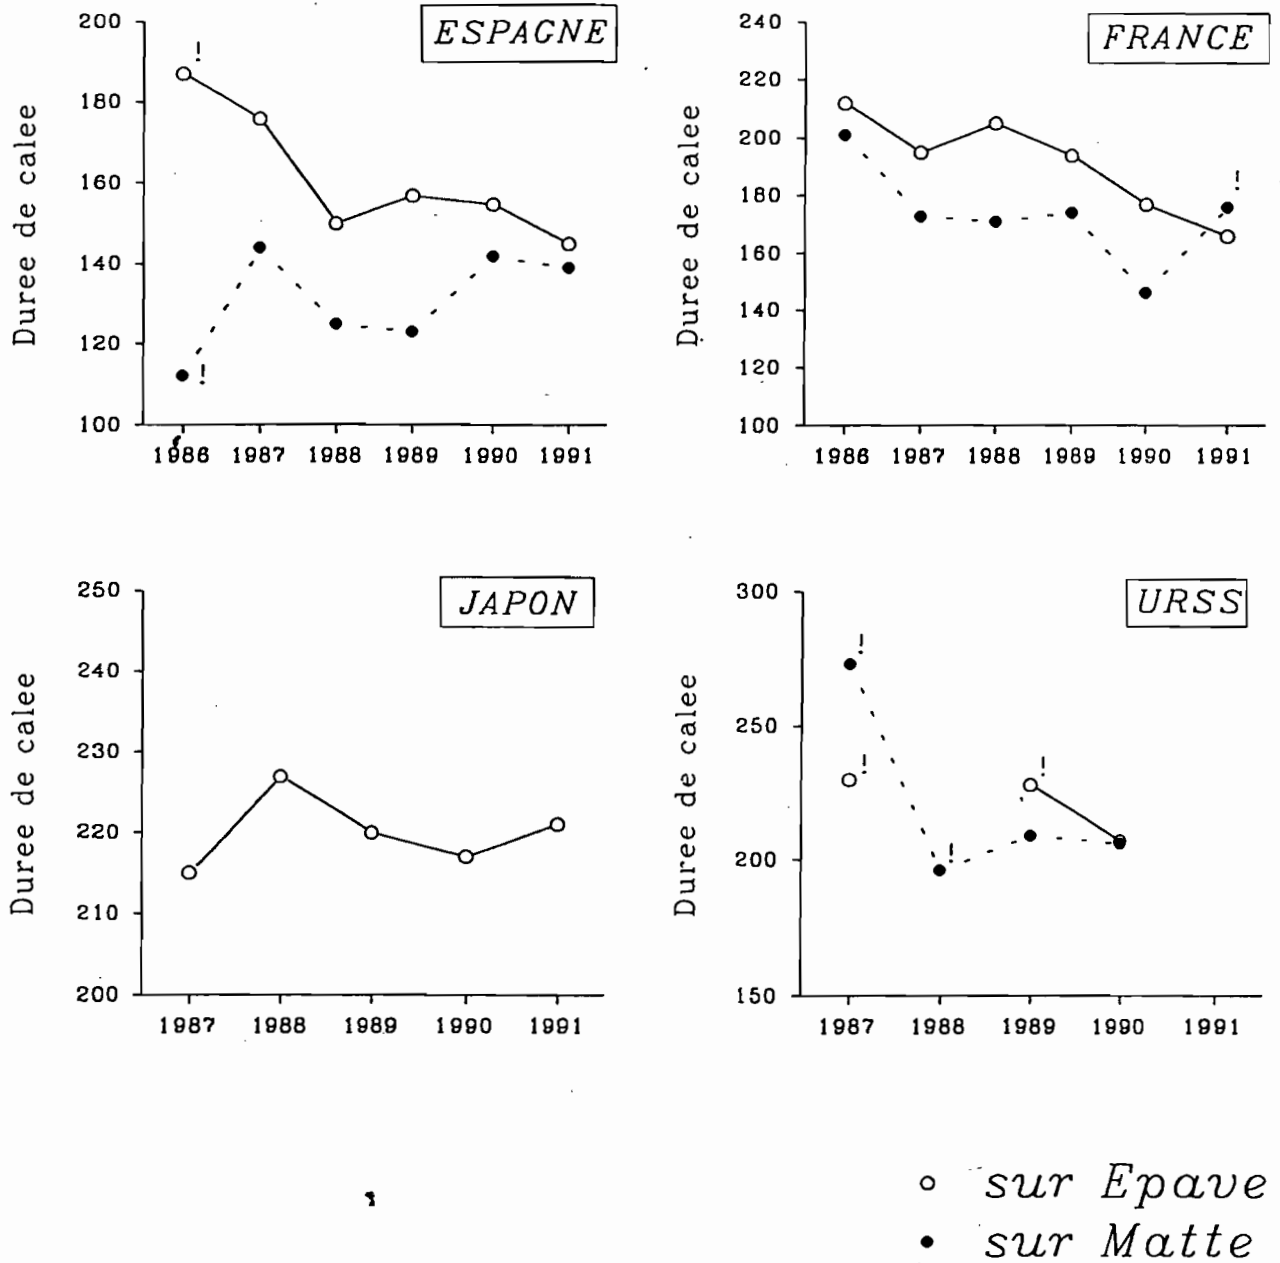 ESPAGNE
Duree de calee
200
180
160
140
120
100
!
!
1986 1987 1988 1989 1990 1991
FRANCE
Duree de calee
240
220
200
180
160
140
120
100
!
1986 1987 1988 1989 1990 1991
JAPON
Duree de calee
250
240
230
220
210
200
1987 1988 1989 1990 1991
URSS
Duree de calee
300
250
200
150
!
!
!
!
1987 1988 1989 1990 1991
sur Epave
sur Matte